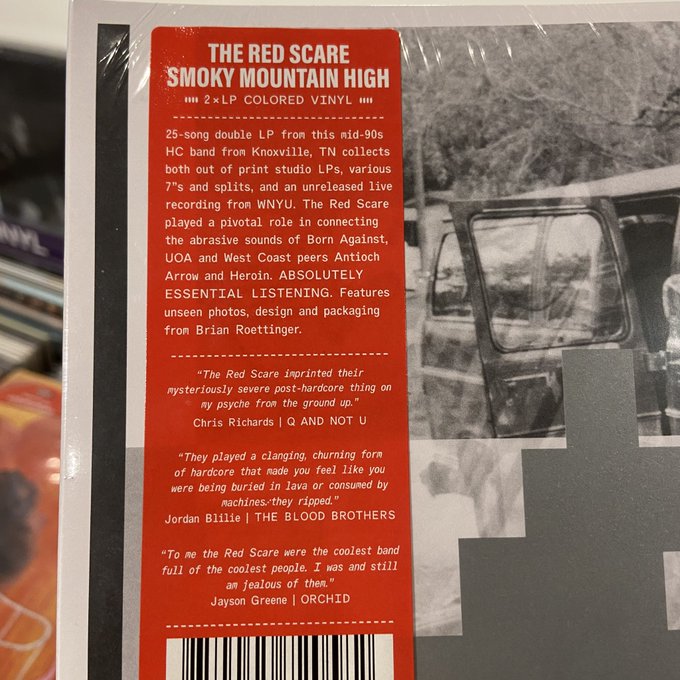 THE RED SCARE
SMOKY MOUNTAIN HIGH
2×LP COLORED VINYL
25-song double LP from this mid-90s
HC band from Knoxville, TN collects
both out of print studio LPs, various
7"s and splits, and an unreleased live
recording from WNYU. The Red Scare
played a pivotal role in connecting
the abrasive sounds of Born Against,
UOA and West Coast peers Antioch
Arrow and Heroin. ABSOLUTELY
ESSENTIAL LISTENING. Features
unseen photos, design and packaging
from Brian Roettinger.
"The Red Scare imprinted their
mysteriously severe post-hardcore thing on
my psyche from the ground up."
Chris Richards | Q AND NOT U
"They played a clanging, churning form
of hardcore that made you feel like you
were being buried in lava or consumed by
machines. they ripped."
Jordan Blilie | THE BLOOD BROTHERS
"To me the Red Scare were the coolest band
full of the coolest people. I was and still
am jealous of them."
Jayson Greene | ORCHID